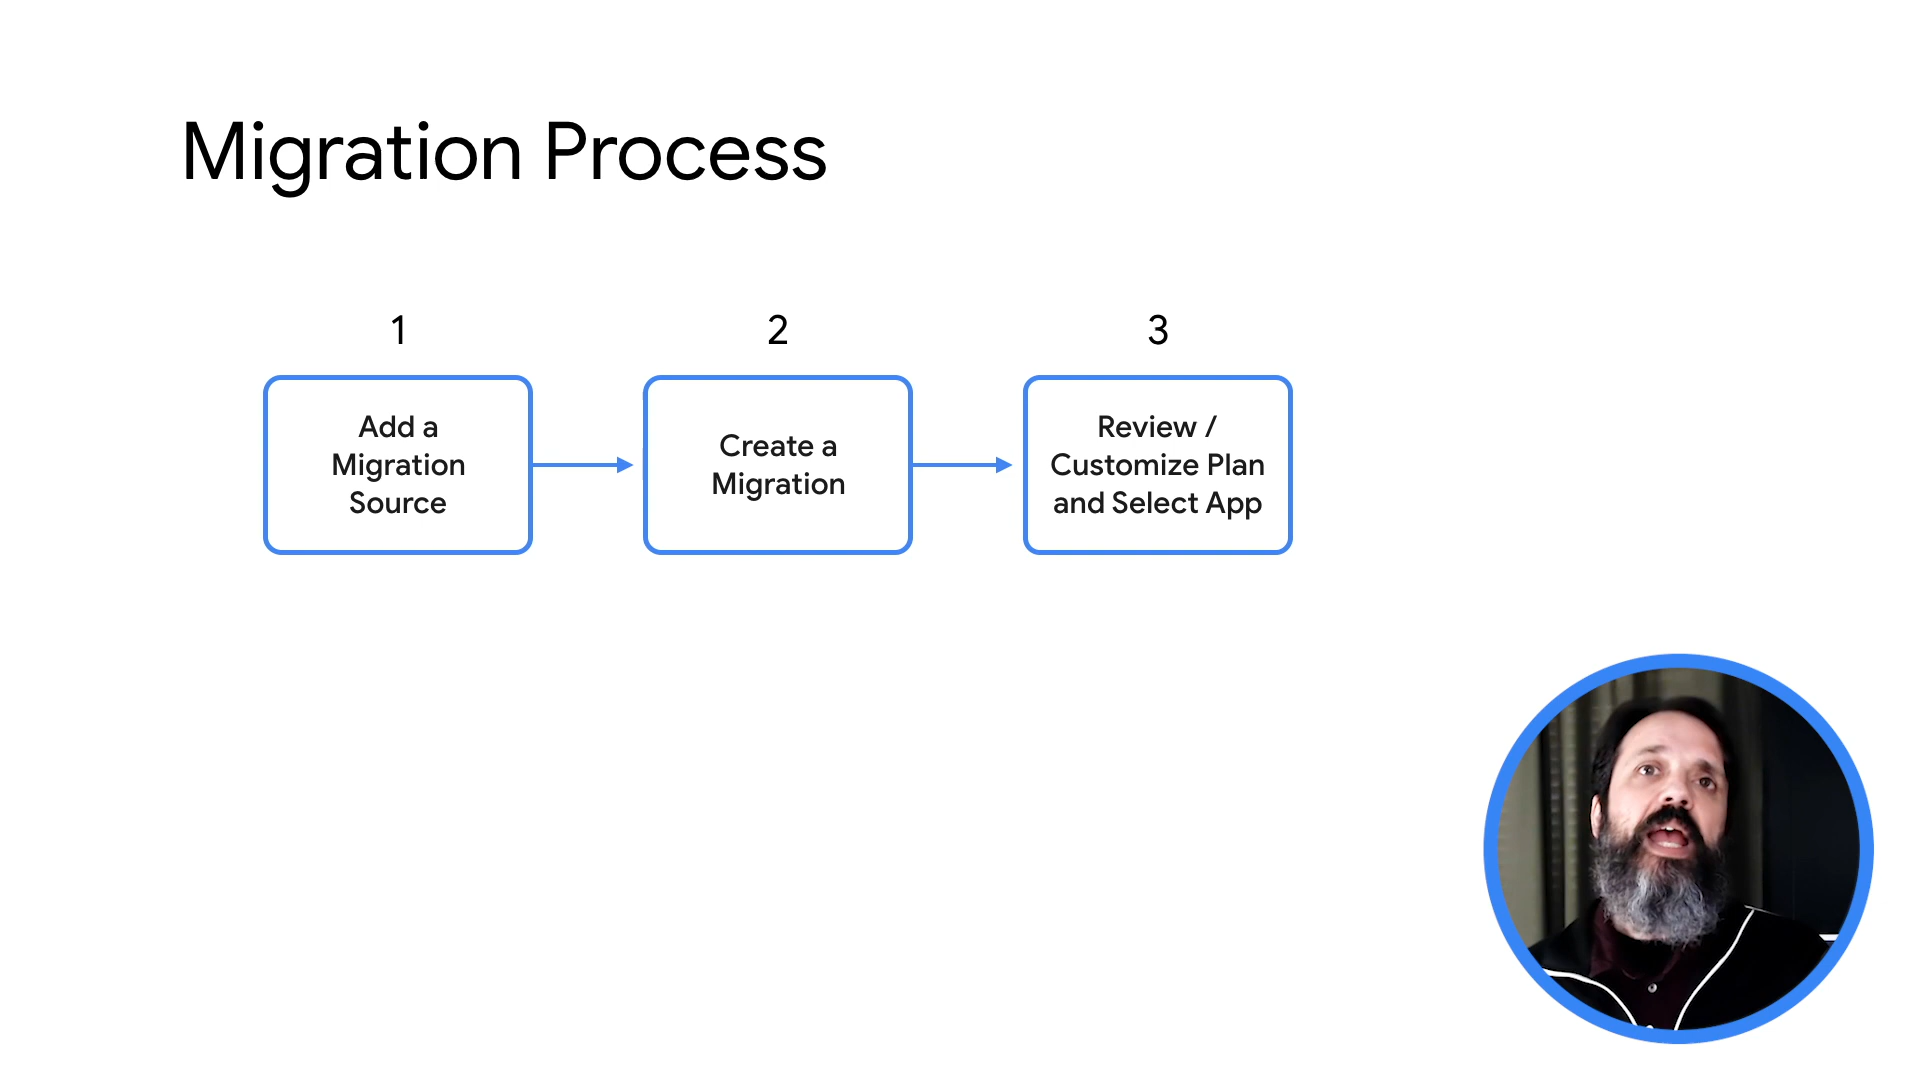 Migration Process
1
2
3
Add a
Migration
Source
Create a
Migration
Review /
Customize Plan
and Select App